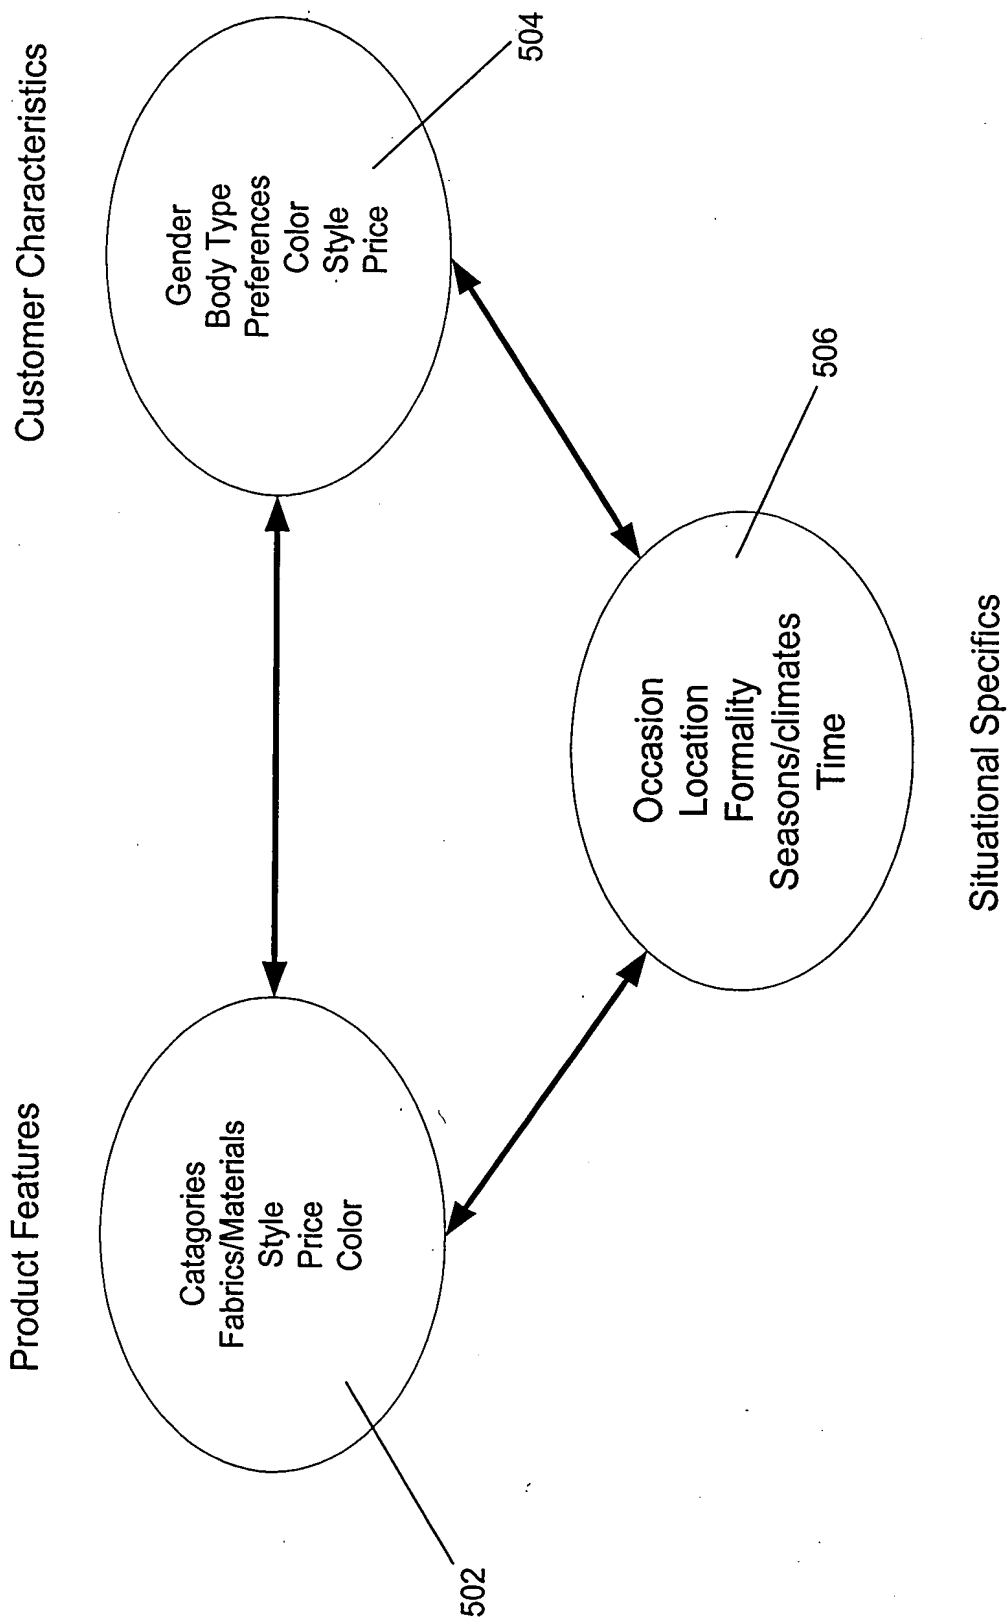 Product Features
Customer Characteristics
Catagories
Fabrics/Materials
Style
Price
Color
502
Gender
Body Type
Preferences
Color
Style
Price
504
Occasion
Location
Formality
Seasons/climates
Time
506
Situational Specifics